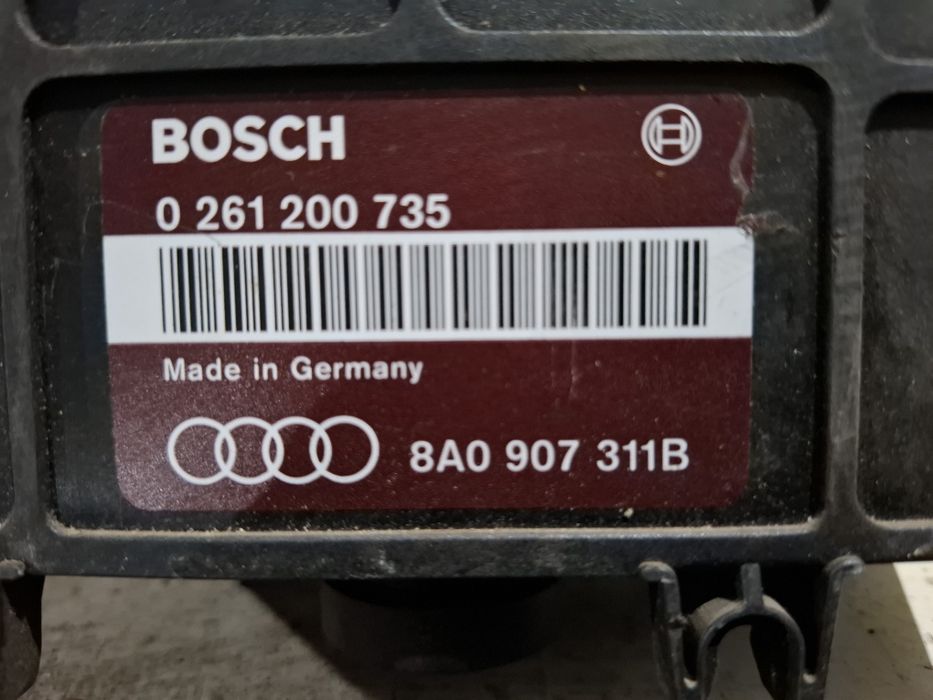 BOSCH
0 261 200 735
Made in Germany
8A0 907 311B